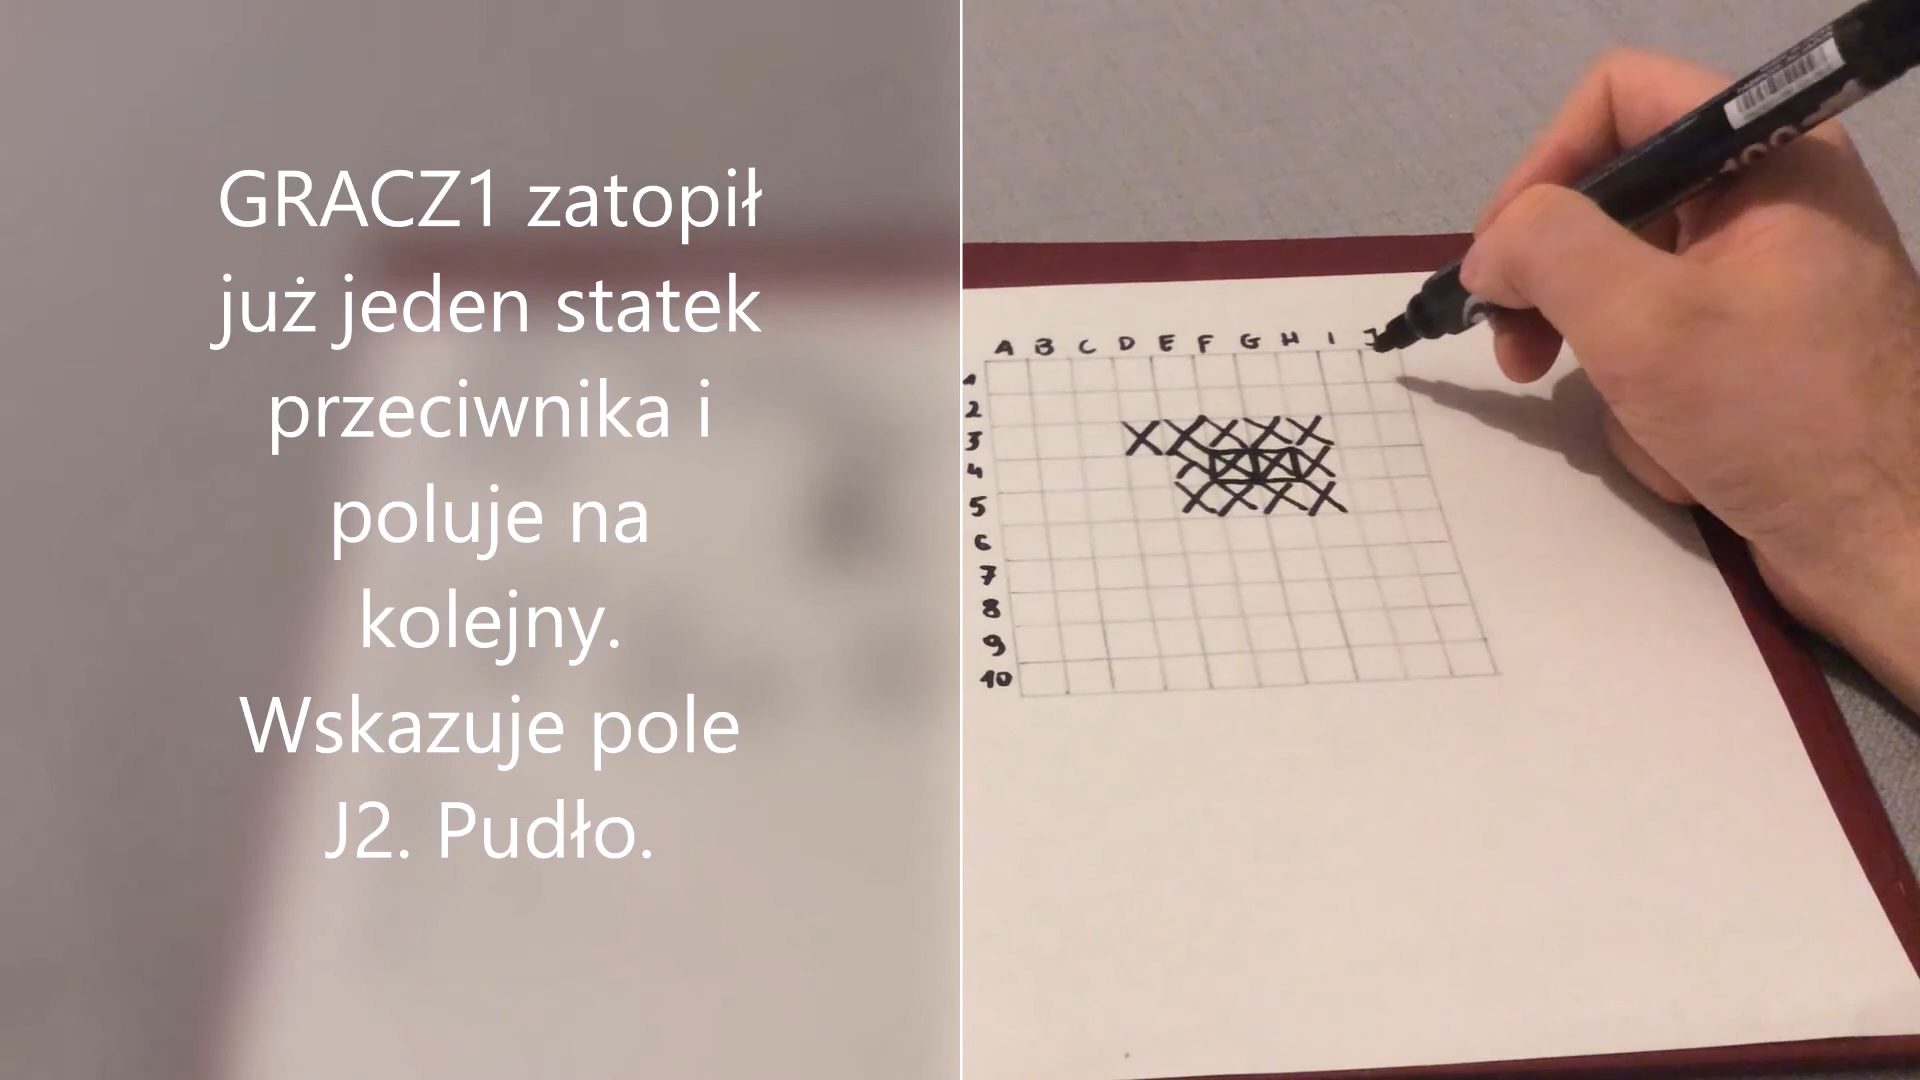 GRACZ1 zatopił
już jeden statek
przeciwnika i
poluje na
kolejny.
Wskazuje pole
J2. Pudło.
A B C D E F G H I J
1
2
3
4
5
6
7
8
9
10